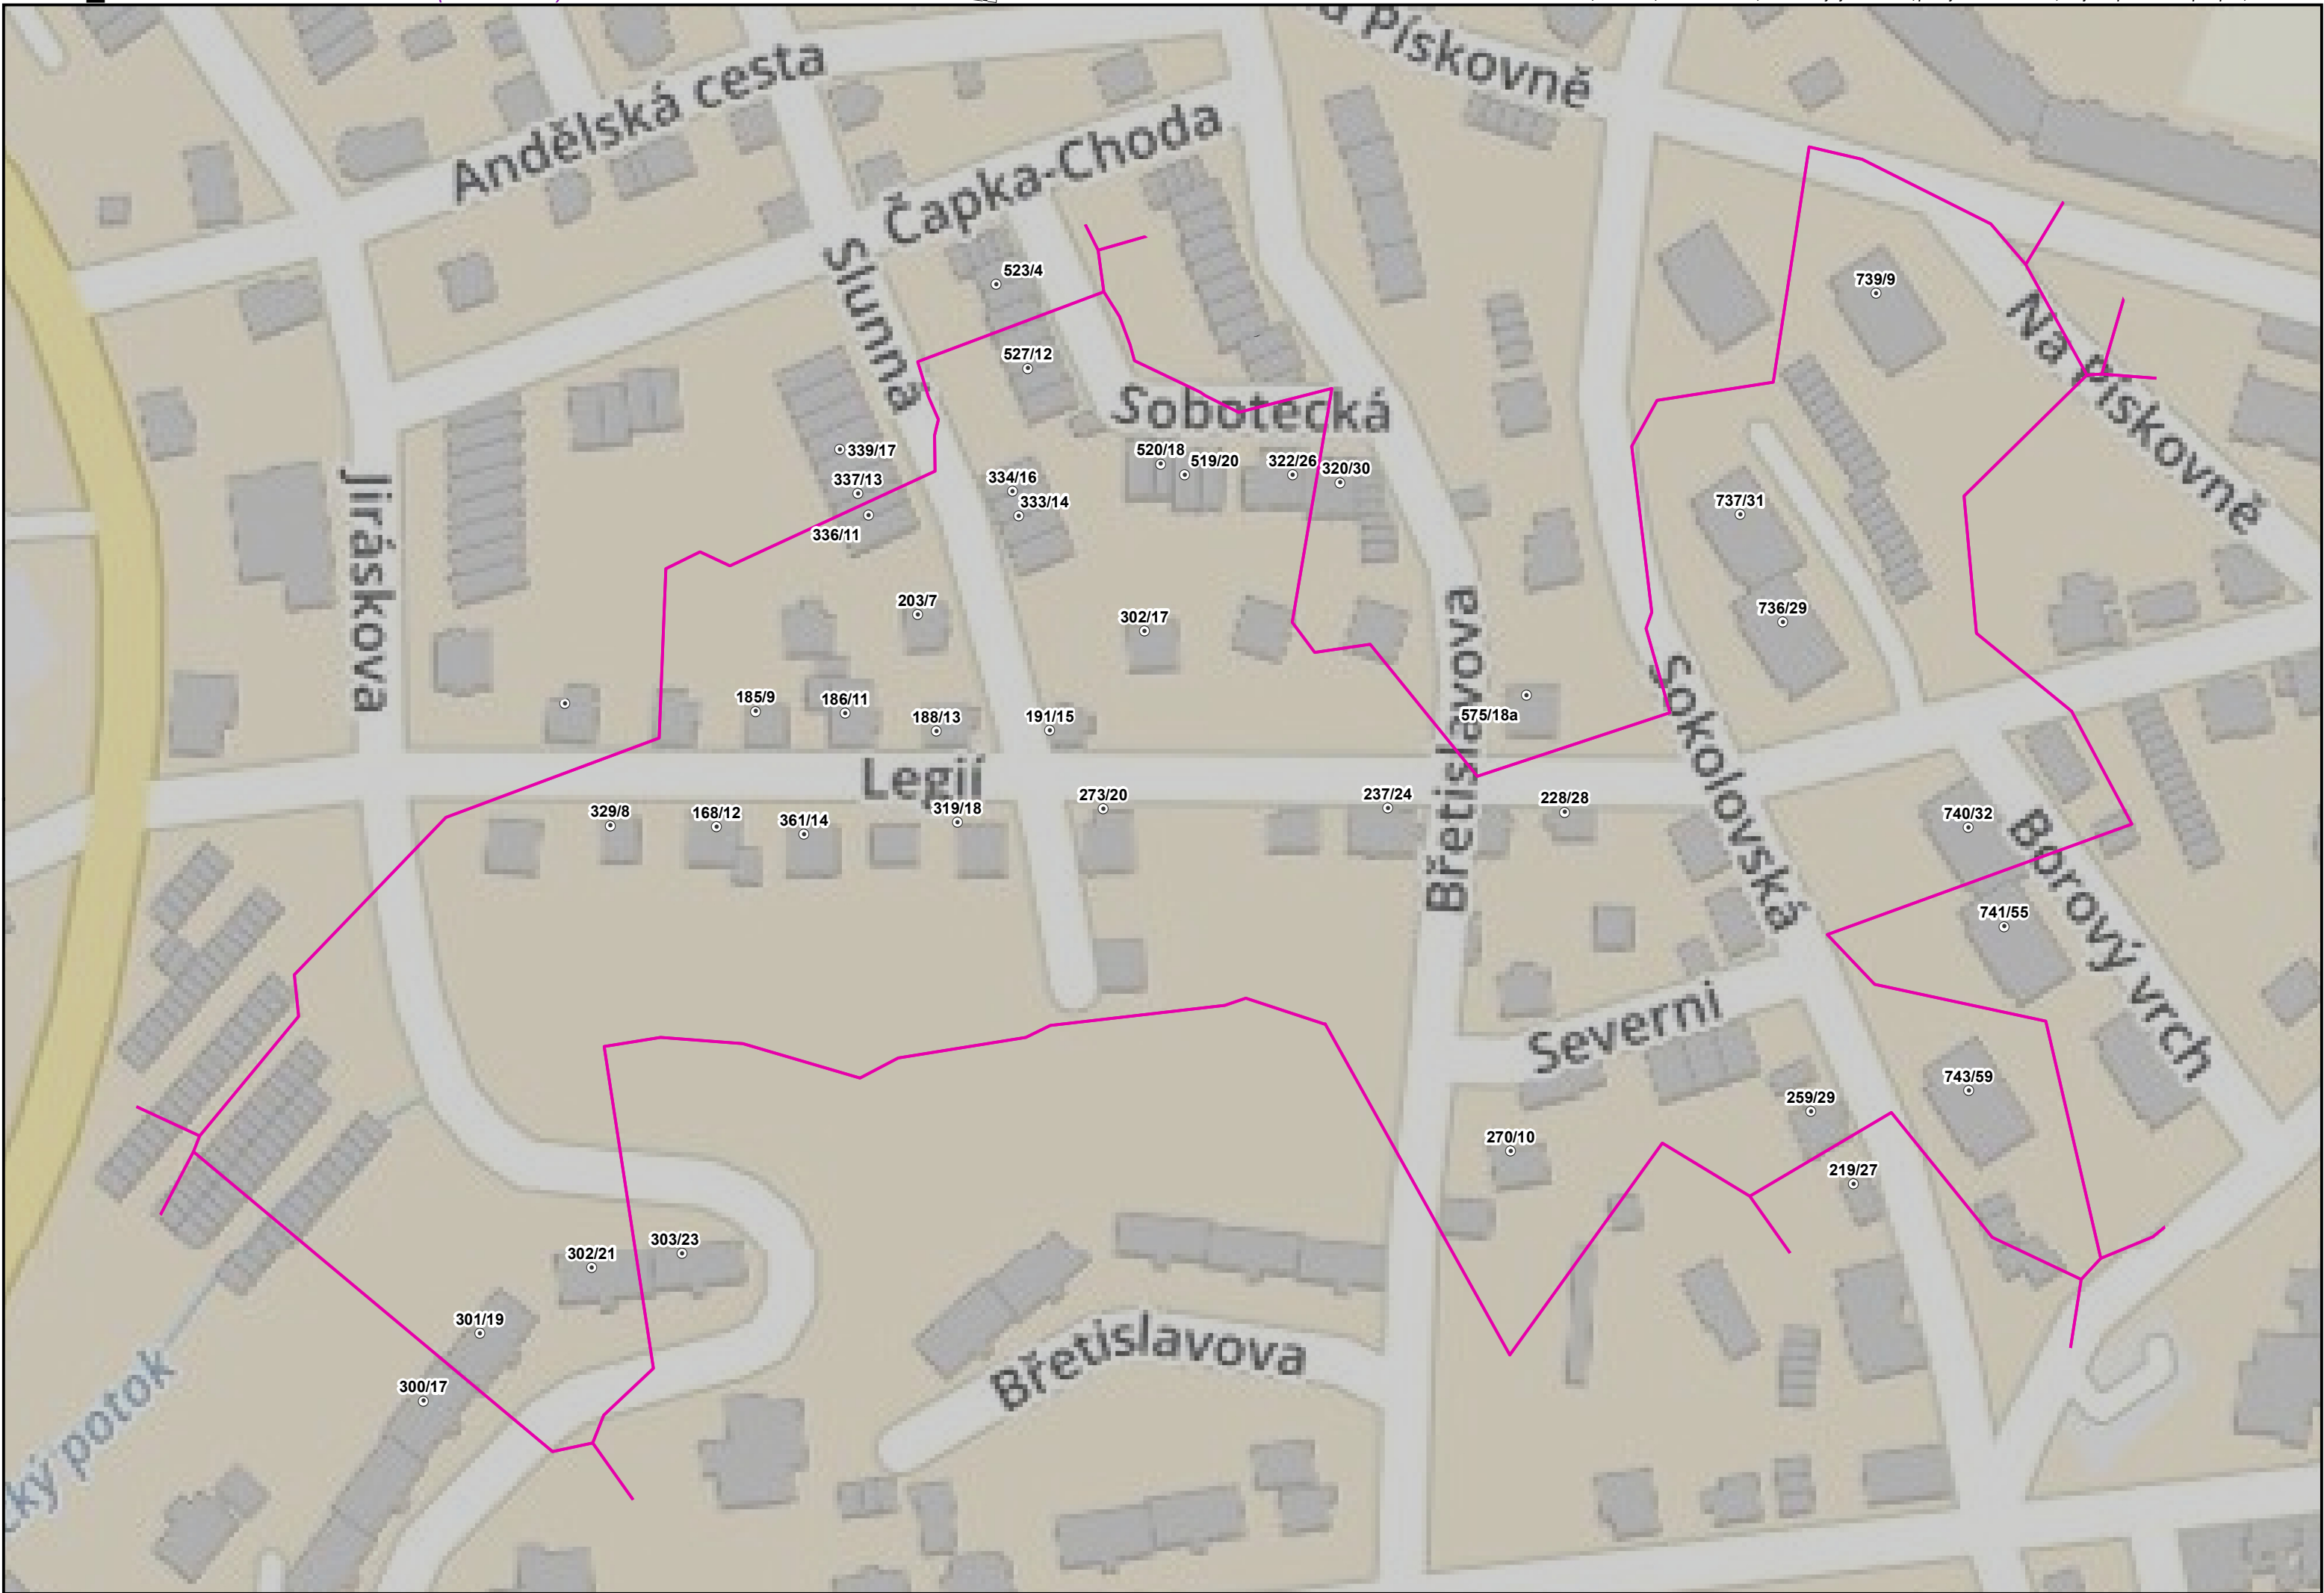 Písková
Andělská cesta
Čapka-Choda
Slunná
523/4
739/9
Na Pískovně
527/12
Sobotecká
339/17
520/18
519/20
322/26
320/30
334/16
337/13
333/14
336/11
737/31
Jiráskova
203/7
302/17
736/29
Břetislavova
185/9
186/11
188/13
191/15
575/18a
Sokolovská
Legií
329/8
168/12
361/14
319/18
273/20
237/24
228/28
740/32
Borový vrch
741/55
Severní
743/59
259/29
270/10
219/27
302/21
303/23
301/19
300/17
Břetislavova
cký potok